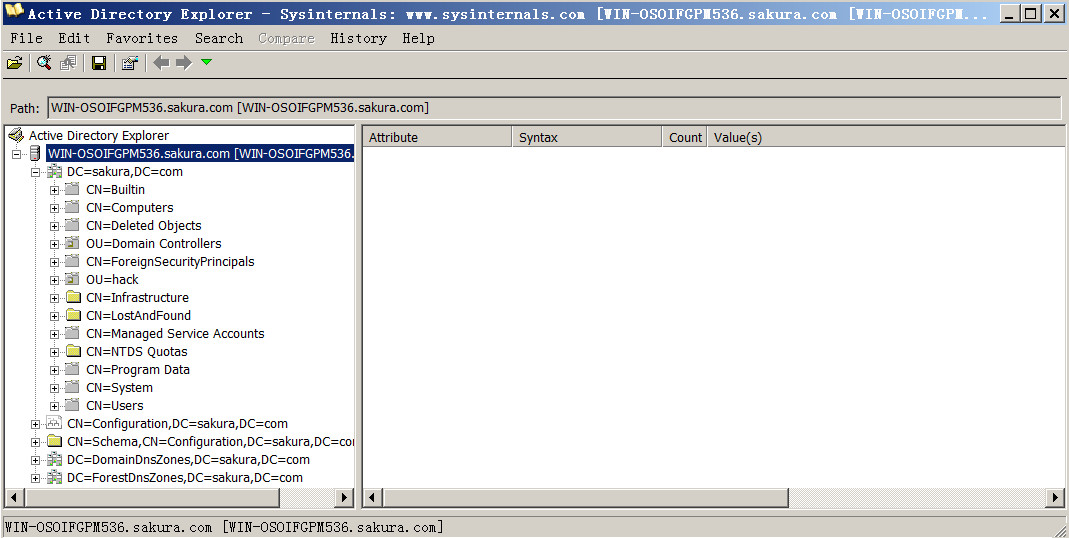 Active Directory Explorer - Sysinternals: www.sysinternals.com [WIN-OSOIFGPM536.sakura.com [WIN-OSOIFGPM...
File Edit Favorites Search Compare History Help
Path: WIN-OSOIFGPM536.sakura.com [WIN-OSOIFGPM536.sakura.com]
Attribute Syntax Count Value(s)
Active Directory Explorer
WIN-OSOIFGPM536.sakura.com [WIN-OSOIFGPM536.
DC=sakura,DC=com
CN=Builtin
CN=Computers
CN=Deleted Objects
OU=Domain Controllers
CN=ForeignSecurityPrincipals
OU=hack
CN=Infrastructure
CN=LostAndFound
CN=Managed Service Accounts
CN=NTDS Quotas
CN=Program Data
CN=System
CN=Users
CN=Configuration,DC=sakura,DC=com
CN=Schema,CN=Configuration,DC=sakura,DC=com
DC=DomainDnsZones,DC=sakura,DC=com
DC=ForestDnsZones,DC=sakura,DC=com
WIN-OSOIFGPM536.sakura.com [WIN-OSOIFGPM536.sakura.com]